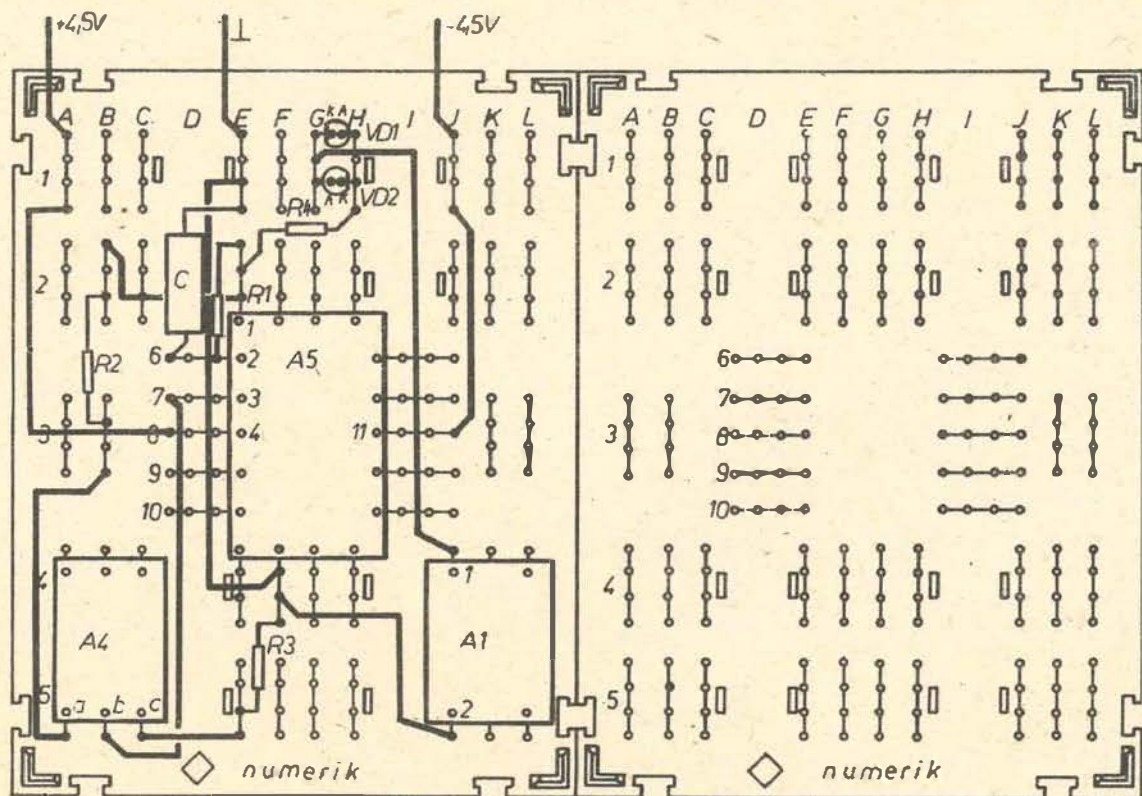 +4,5V ⊥ -4,5V
A B C D E F G H I J K L
K A
VD1
1
A K
VD2
R4
2
C
R1
1
R2
6 2 A5
7 3
3 8 4 11
9
10
4 1
A4 R3 A1
5 a b c 2
numerik
A B C D E F G H I J K L
1
2
6
7
3 8
9
10
4
5
numerik